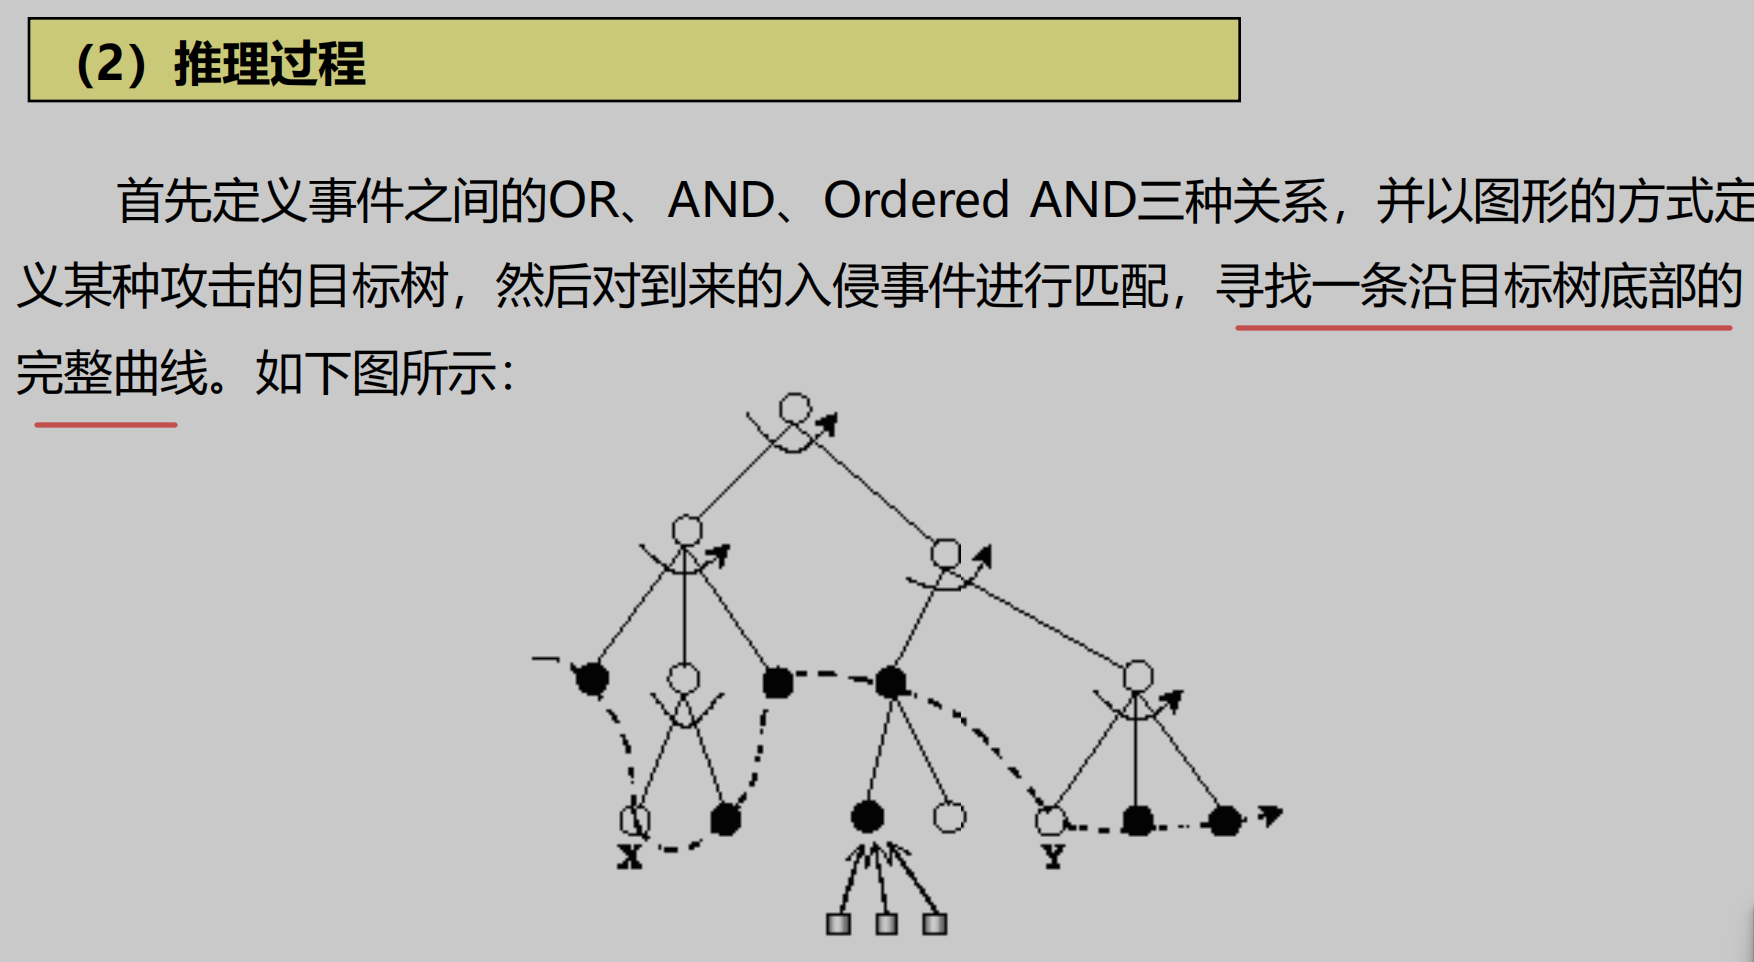 （2）推理过程
首先定义事件之间的OR、AND、Ordered AND三种关系，并以图形的方式定
义某种攻击的目标树，然后对到来的入侵事件进行匹配，寻找一条沿目标树底部的
完整曲线。如下图所示：
X
Y